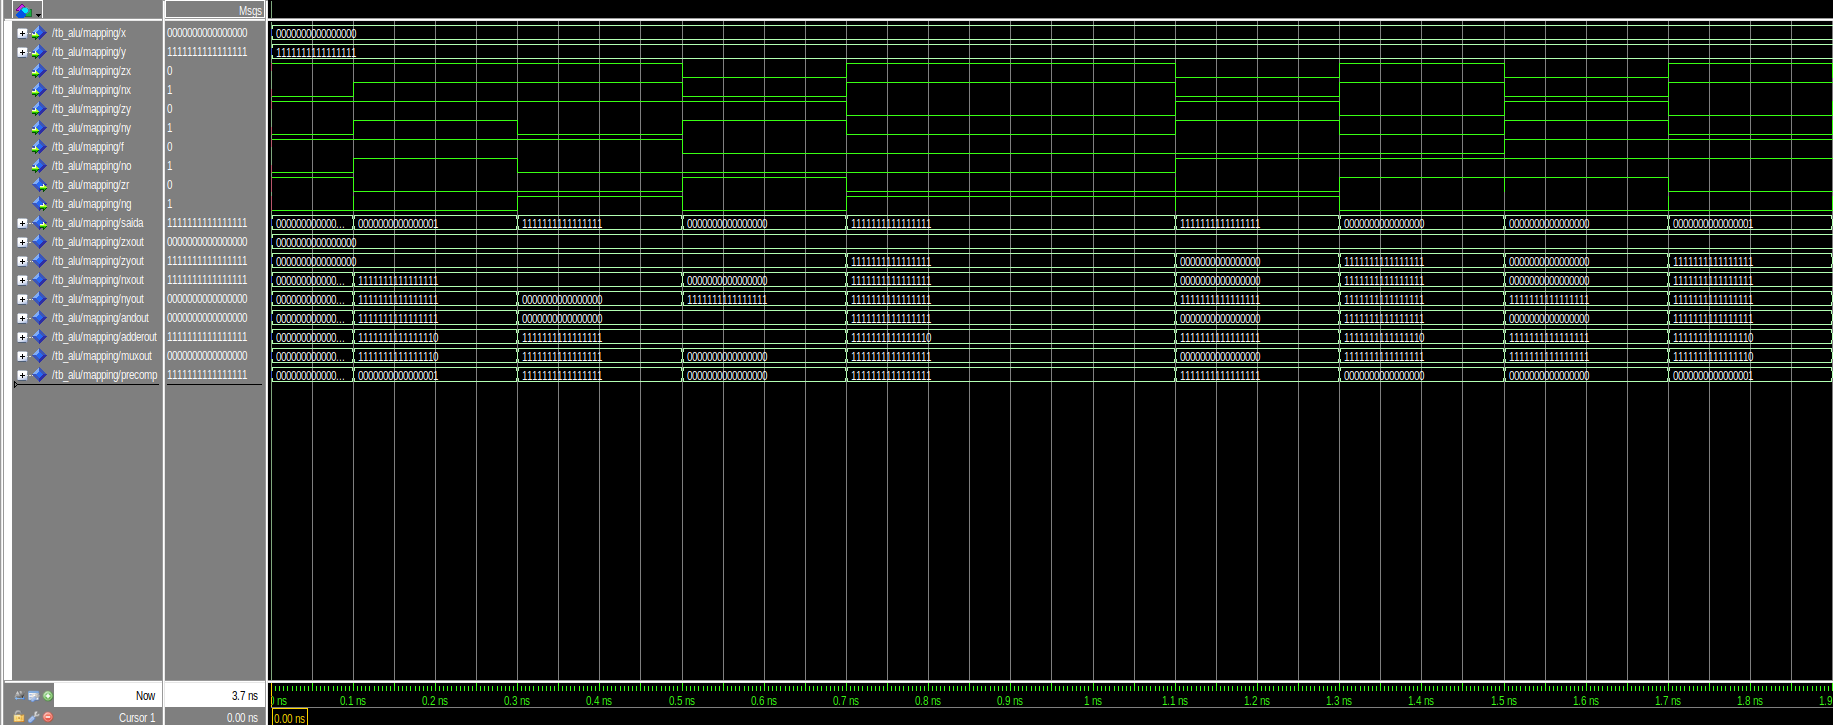 Msgs
/tb_alu/mapping/x 0000000000000000 0000000000000000
/tb_alu/mapping/y 1111111111111111 1111111111111111
/tb_alu/mapping/zx 0
/tb_alu/mapping/nx 1
/tb_alu/mapping/zy 0
/tb_alu/mapping/ny 1
/tb_alu/mapping/f 0
/tb_alu/mapping/no 1
/tb_alu/mapping/zr 0
/tb_alu/mapping/ng 1
/tb_alu/mapping/saida 1111111111111111 000000000000... 0000000000000001 1111111111111111 0000000000000000 1111111111111111 1111111111111111 0000000000000000 0000000000000000 0000000000000001
/tb_alu/mapping/zxout 0000000000000000 0000000000000000
/tb_alu/mapping/zyout 1111111111111111 0000000000000000 1111111111111111 0000000000000000 1111111111111111 0000000000000000 1111111111111111
/tb_alu/mapping/nxout 1111111111111111 000000000000... 1111111111111111 0000000000000000 1111111111111111 0000000000000000 1111111111111111 0000000000000000 1111111111111111
/tb_alu/mapping/nyout 0000000000000000 000000000000... 1111111111111111 0000000000000000 1111111111111111 1111111111111111 1111111111111111 1111111111111111 1111111111111111 1111111111111111
/tb_alu/mapping/andout 0000000000000000 000000000000... 1111111111111111 0000000000000000 1111111111111111 0000000000000000 1111111111111111 0000000000000000 1111111111111111
/tb_alu/mapping/adderout 1111111111111111 000000000000... 1111111111111110 1111111111111111 1111111111111110 1111111111111111 1111111111111110 1111111111111111 1111111111111110
/tb_alu/mapping/muxout 0000000000000000 000000000000... 1111111111111110 1111111111111111 0000000000000000 1111111111111111 0000000000000000 1111111111111111 1111111111111111 1111111111111110
/tb_alu/mapping/precomp 1111111111111111 000000000000... 0000000000000001 1111111111111111 0000000000000000 1111111111111111 1111111111111111 0000000000000000 0000000000000000 0000000000000001
Now 3.7 ns ns 0.1 ns 0.2 ns 0.3 ns 0.4 ns 0.5 ns 0.6 ns 0.7 ns 0.8 ns 0.9 ns 1 ns 1.1 ns 1.2 ns 1.3 ns 1.4 ns 1.5 ns 1.6 ns 1.7 ns 1.8 ns 1.9
Cursor 1 0.00 ns 0.00 ns